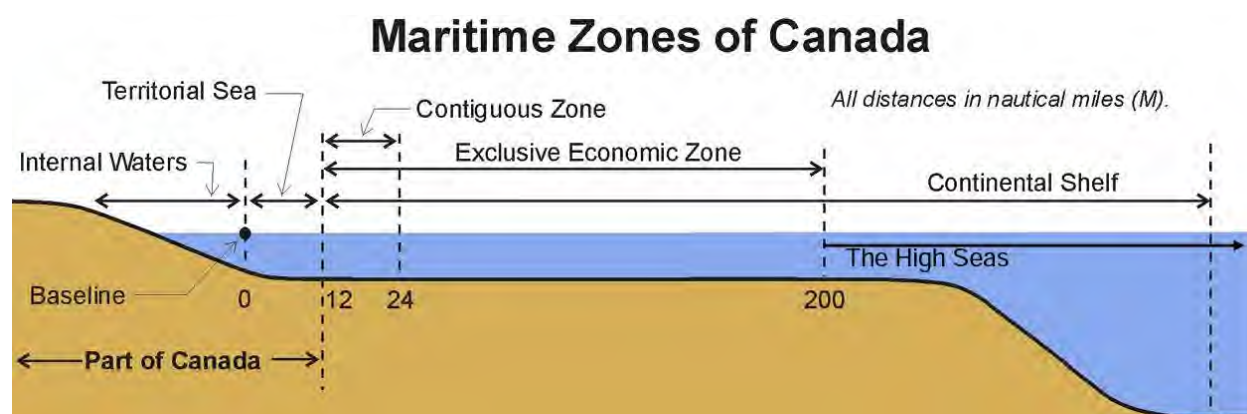 Maritime Zones of Canada
Territorial Sea
All distances in nautical miles (M).
Contiguous Zone
Internal Waters
Exclusive Economic Zone
Continental Shelf
The High Seas
Baseline
0
12
24
200
Part of Canada